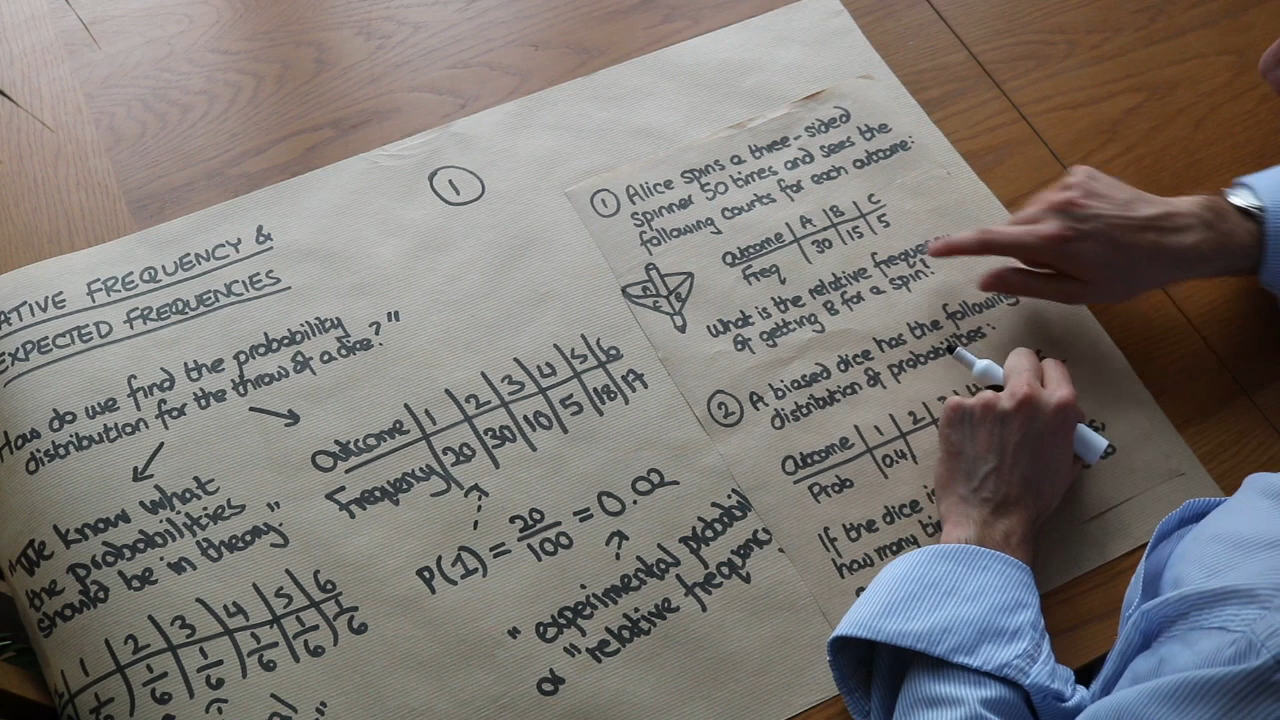 1
ATIVE FREQUENCY &
EXPECTED FREQUENCIES
How do we find the probability
distribution for the throw of a dice?"
"We know what
the probabilities
should be in theory."
1 2 3 4 5 6
1/6 1/6 1/6 1/6 1/6 1/6
Outcome 1 2 3 4 5 6
Frequency 20 30 10 5 18 17
P(1) = 20/100 = 0.02
"experimental probabil
or "relative frequenc
1 Alice spins a three-sided
spinner 50 times and sees the
following counts for each outcome:
Outcome A B C
Freq 30 15 5
A C B
What is the relative freque
of getting B for a spin?
2 A biased dice has the following
distribution of probabilities:
Outcome 1 2
Prob 0.4
If the dice is
how many ti